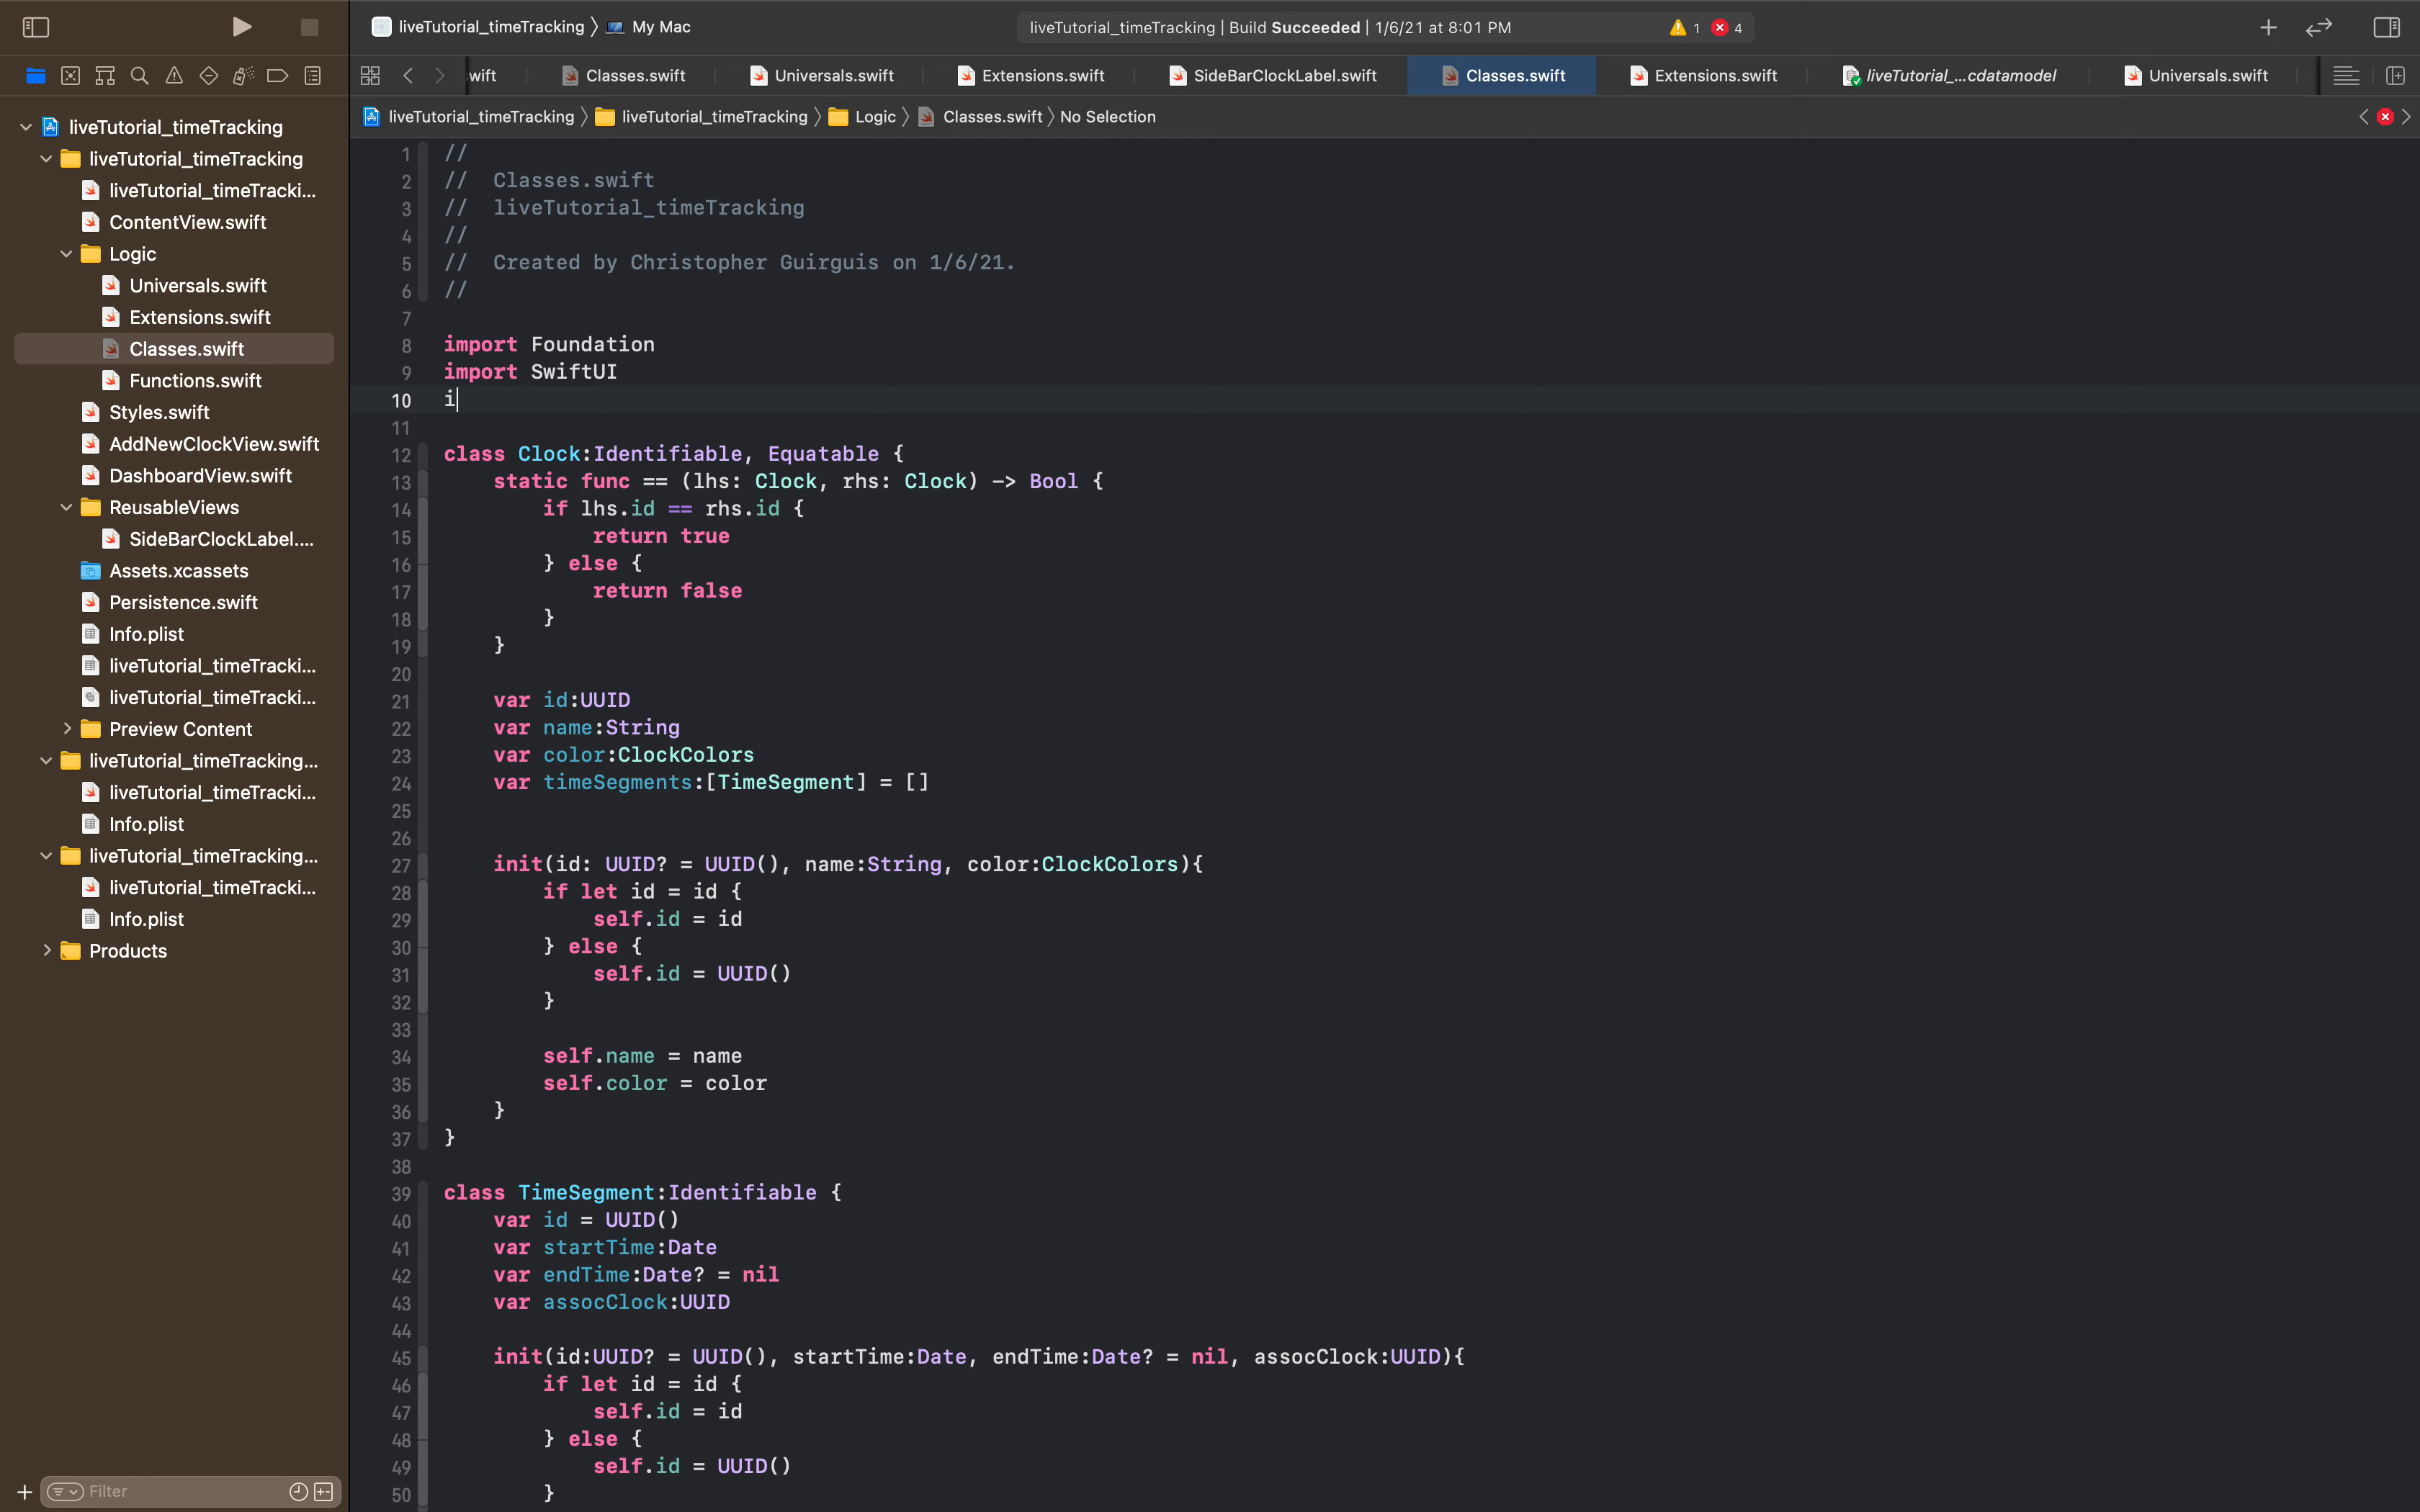 liveTutorial_timeTracking 〉 My Mac
liveTutorial_timeTracking | Build Succeeded | 1/6/21 at 8:01 PM
1
4
wift
Classes.swift
Universals.swift
Extensions.swift
SideBarClockLabel.swift
Classes.swift
Extensions.swift
liveTutorial_...cdatamodel
Universals.swift
liveTutorial_timeTracking 〉 liveTutorial_timeTracking 〉 Logic 〉 Classes.swift 〉 No Selection
liveTutorial_timeTracking
liveTutorial_timeTracking
liveTutorial_timeTracki...
ContentView.swift
Logic
Universals.swift
Extensions.swift
Classes.swift
Functions.swift
Styles.swift
AddNewClockView.swift
DashboardView.swift
ReusableViews
SideBarClockLabel....
Assets.xcassets
Persistence.swift
Info.plist
liveTutorial_timeTracki...
liveTutorial_timeTracki...
Preview Content
liveTutorial_timeTracking...
liveTutorial_timeTracki...
Info.plist
liveTutorial_timeTracking...
liveTutorial_timeTracki...
Info.plist
Products
Filter
1 //
2 //  Classes.swift
3 //  liveTutorial_timeTracking
4 //
5 //  Created by Christopher Guirguis on 1/6/21.
6 //
7
8 import Foundation
9 import SwiftUI
10 i
11
12 class Clock:Identifiable, Equatable {
13     static func == (lhs: Clock, rhs: Clock) -> Bool {
14         if lhs.id == rhs.id {
15             return true
16         } else {
17             return false
18         }
19     }
20
21     var id:UUID
22     var name:String
23     var color:ClockColors
24     var timeSegments:[TimeSegment] = []
25
26
27     init(id: UUID? = UUID(), name:String, color:ClockColors){
28         if let id = id {
29             self.id = id
30         } else {
31             self.id = UUID()
32         }
33
34         self.name = name
35         self.color = color
36     }
37 }
38
39 class TimeSegment:Identifiable {
40     var id = UUID()
41     var startTime:Date
42     var endTime:Date? = nil
43     var assocClock:UUID
44
45     init(id:UUID? = UUID(), startTime:Date, endTime:Date? = nil, assocClock:UUID){
46         if let id = id {
47             self.id = id
48         } else {
49             self.id = UUID()
50         }